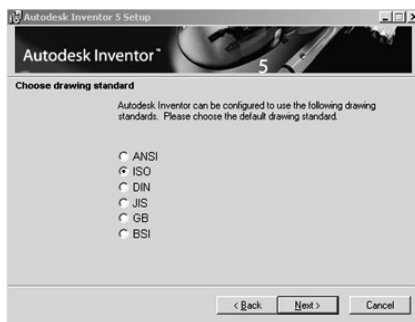 Autodesk Inventor 5 Setup
Autodesk Inventor™
5
Choose drawing standard
Autodesk Inventor can be configured to use the following drawing
standards. Please choose the default drawing standard.
ANSI
ISO
DIN
JIS
GB
BSI
< Back
Next >
Cancel